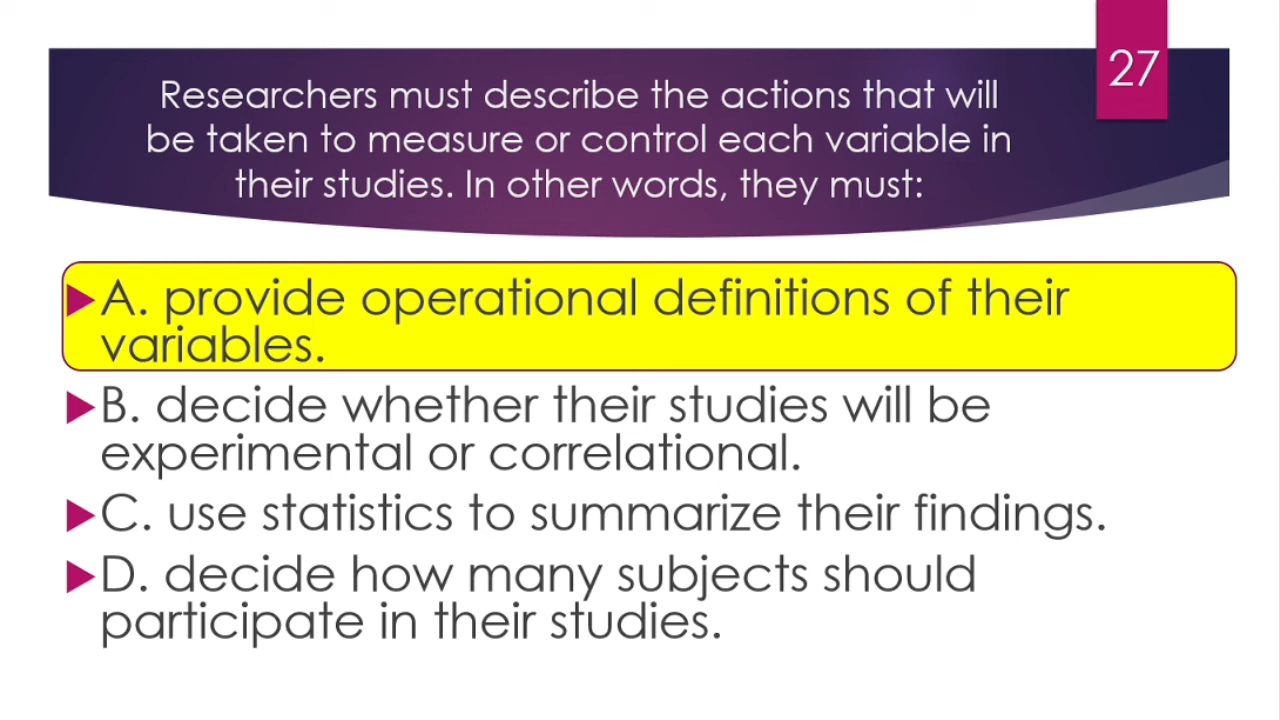 27
Researchers must describe the actions that will
be taken to measure or control each variable in
their studies. In other words, they must:
A. provide operational definitions of their
variables.
B. decide whether their studies will be
experimental or correlational.
C. use statistics to summarize their findings.
D. decide how many subjects should
participate in their studies.